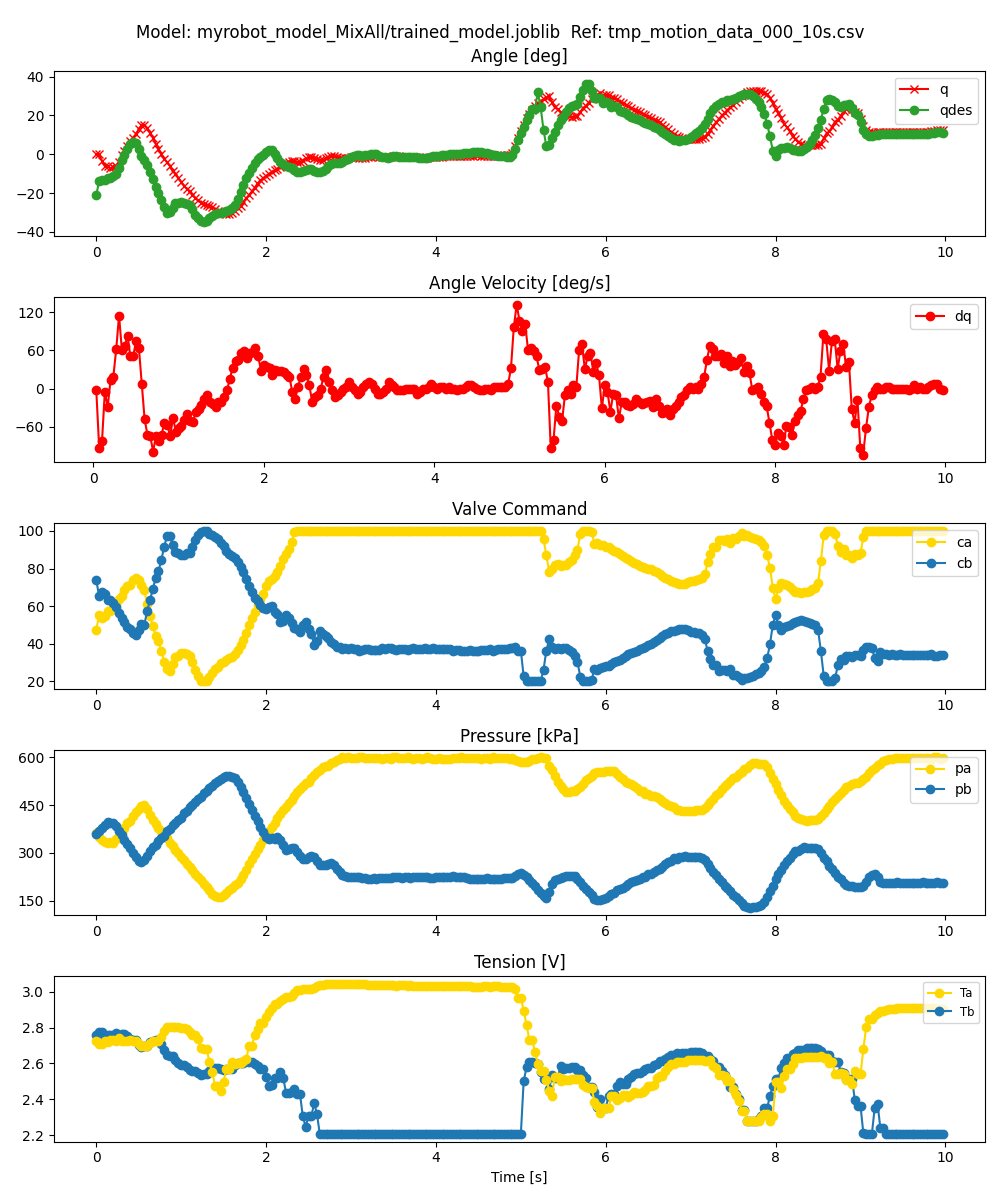 Model: myrobot_model_MixAll/trained_model.joblib  Ref: tmp_motion_data_000_10s.csv
Angle [deg]
40
20
0
−20
−40
q
qdes
0 2 4 6 8 10
Angle Velocity [deg/s]
120
60
0
−60
dq
0 2 4 6 8 10
Valve Command
100
80
60
40
20
ca
cb
0 2 4 6 8 10
Pressure [kPa]
600
450
300
150
pa
pb
0 2 4 6 8 10
Tension [V]
3.0
2.8
2.6
2.4
2.2
Ta
Tb
0 2 4 6 8 10
Time [s]